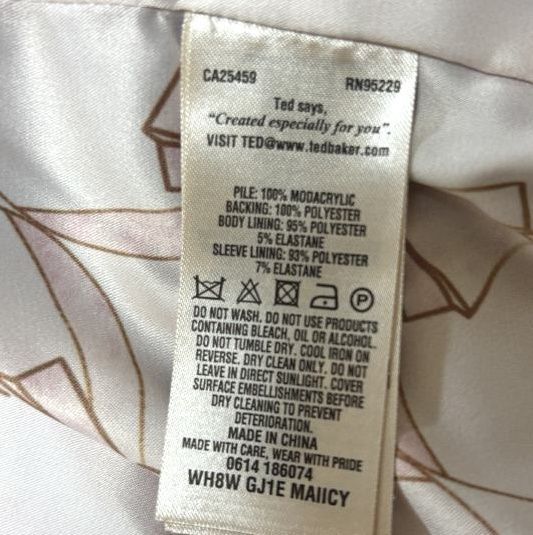 CA25459 RN95229
Ted says,
"Created especially for you".
VISIT TED@www.tedbaker.com
PILE: 100% MODACRYLIC
BACKING: 100% POLYESTER
BODY LINING: 95% POLYESTER
5% ELASTANE
SLEEVE LINING: 93% POLYESTER
7% ELASTANE
P
DO NOT WASH. DO NOT USE PRODUCTS
CONTAINING BLEACH, OIL OR ALCOHOL.
DO NOT TUMBLE DRY. COOL IRON ON
REVERSE. DRY CLEAN ONLY. DO NOT
LEAVE IN DIRECT SUNLIGHT. COVER
SURFACE EMBELLISHMENTS BEFORE
DRY CLEANING TO PREVENT
DETERIORATION.
MADE IN CHINA
MADE WITH CARE, WEAR WITH PRIDE
0614 186074
WH8W GJ1E MAIICY